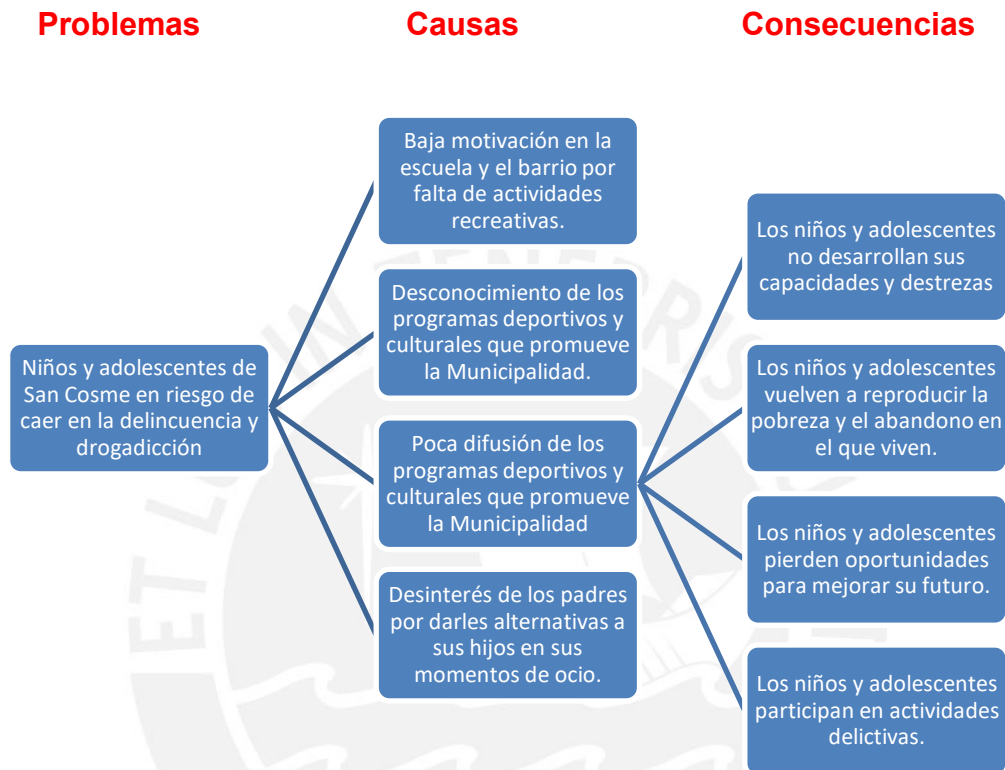 Problemas
Causas
Consecuencias
Niños y adolescentes de
San Cosme en riesgo de
caer en la delincuencia y
drogadicción
Baja motivación en la
escuela y el barrio por
falta de actividades
recreativas.
Desconocimiento de los
programas deportivos y
culturales que promueve
la Municipalidad.
Poca difusión de los
programas deportivos y
culturales que promueve
la Municipalidad
Desinterés de los padres
por darles alternativas a
sus hijos en sus
momentos de ocio.
Los niños y adolescentes
no desarrollan sus
capacidades y destrezas
Los niños y adolescentes
vuelven a reproducir la
pobreza y el abandono en
el que viven.
Los niños y adolescentes
pierden oportunidades
para mejorar su futuro.
Los niños y adolescentes
participan en actividades
delictivas.